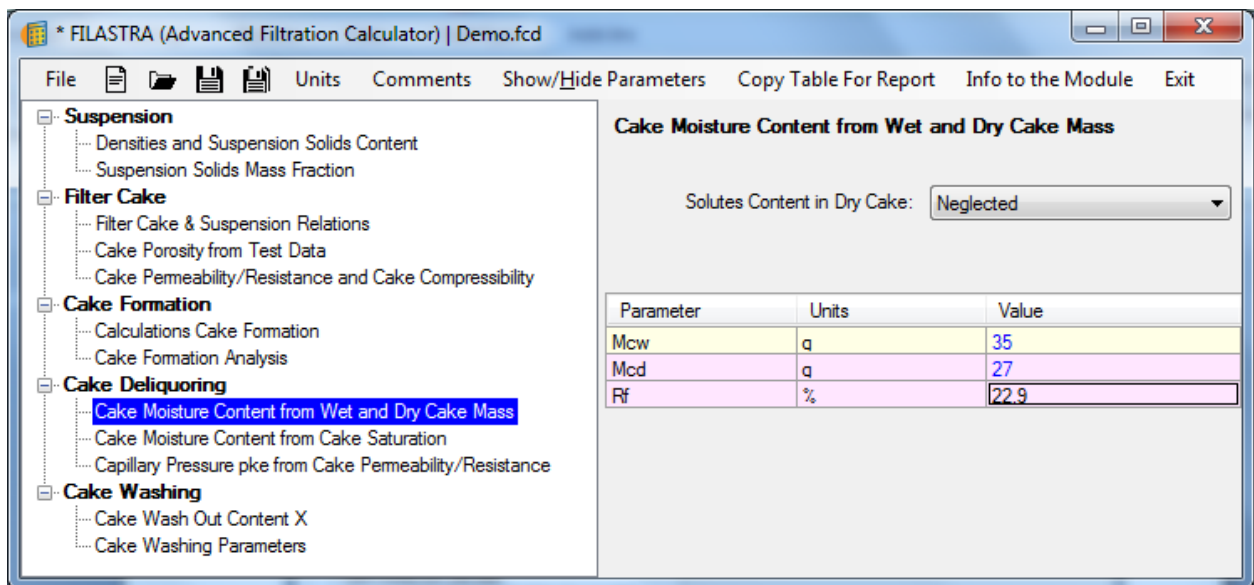 * FILASTRA (Advanced Filtration Calculator) | Demo.fcd
File Units Comments Show/Hide Parameters Copy Table For Report Info to the Module Exit
Suspension
Densities and Suspension Solids Content
Suspension Solids Mass Fraction
Filter Cake
Filter Cake & Suspension Relations
Cake Porosity from Test Data
Cake Permeability/Resistance and Cake Compressibility
Cake Formation
Calculations Cake Formation
Cake Formation Analysis
Cake Deliquoring
Cake Moisture Content from Wet and Dry Cake Mass
Cake Moisture Content from Cake Saturation
Capillary Pressure pke from Cake Permeability/Resistance
Cake Washing
Cake Wash Out Content X
Cake Washing Parameters
Cake Moisture Content from Wet and Dry Cake Mass
Solutes Content in Dry Cake: Neglected
Parameter Units Value
Mcw g 35
Mcd g 27
Rf % 22.9